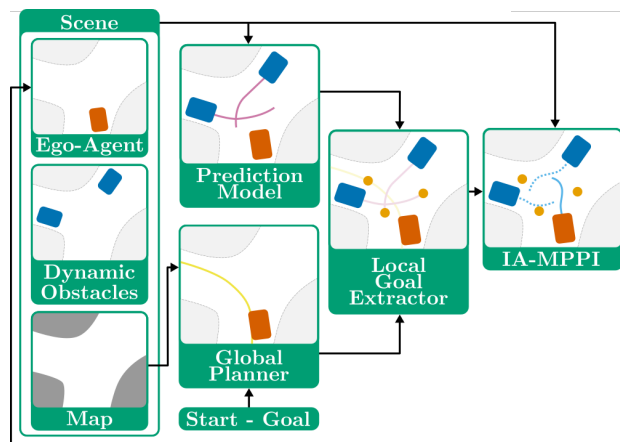 Scene
Ego-Agent
Dynamic
Obstacles
Map
Prediction
Model
Global
Planner
Start - Goal
Local
Goal
Extractor
IA-MPPI